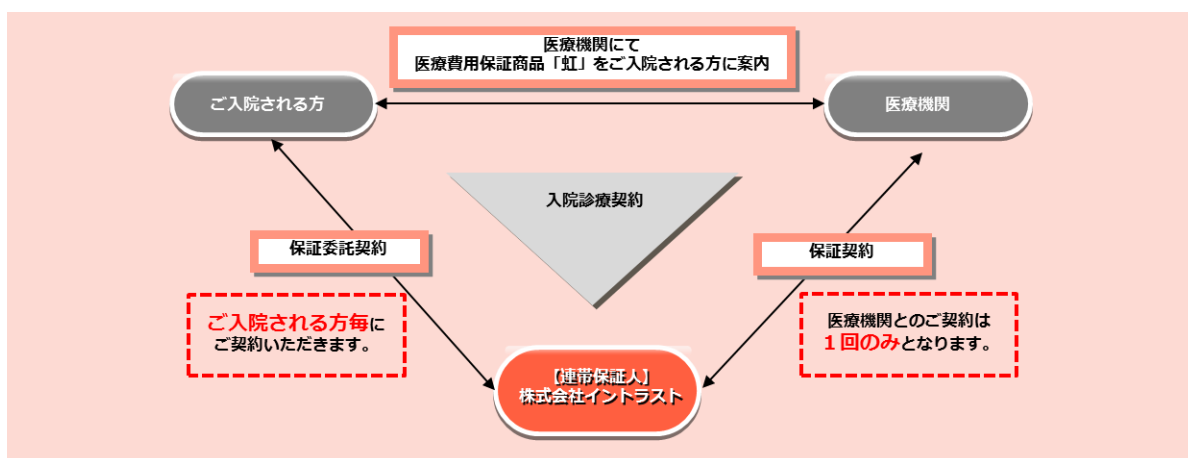 医療機関にて
医療費用保証商品「虹」をご入院される方に案内
ご入院される方
医療機関
入院診療契約
保証委託契約
保証契約
ご入院される方毎に
ご契約いただきます。
医療機関とのご契約は
1回のみとなります。
【連帯保証人】
株式会社イントラスト